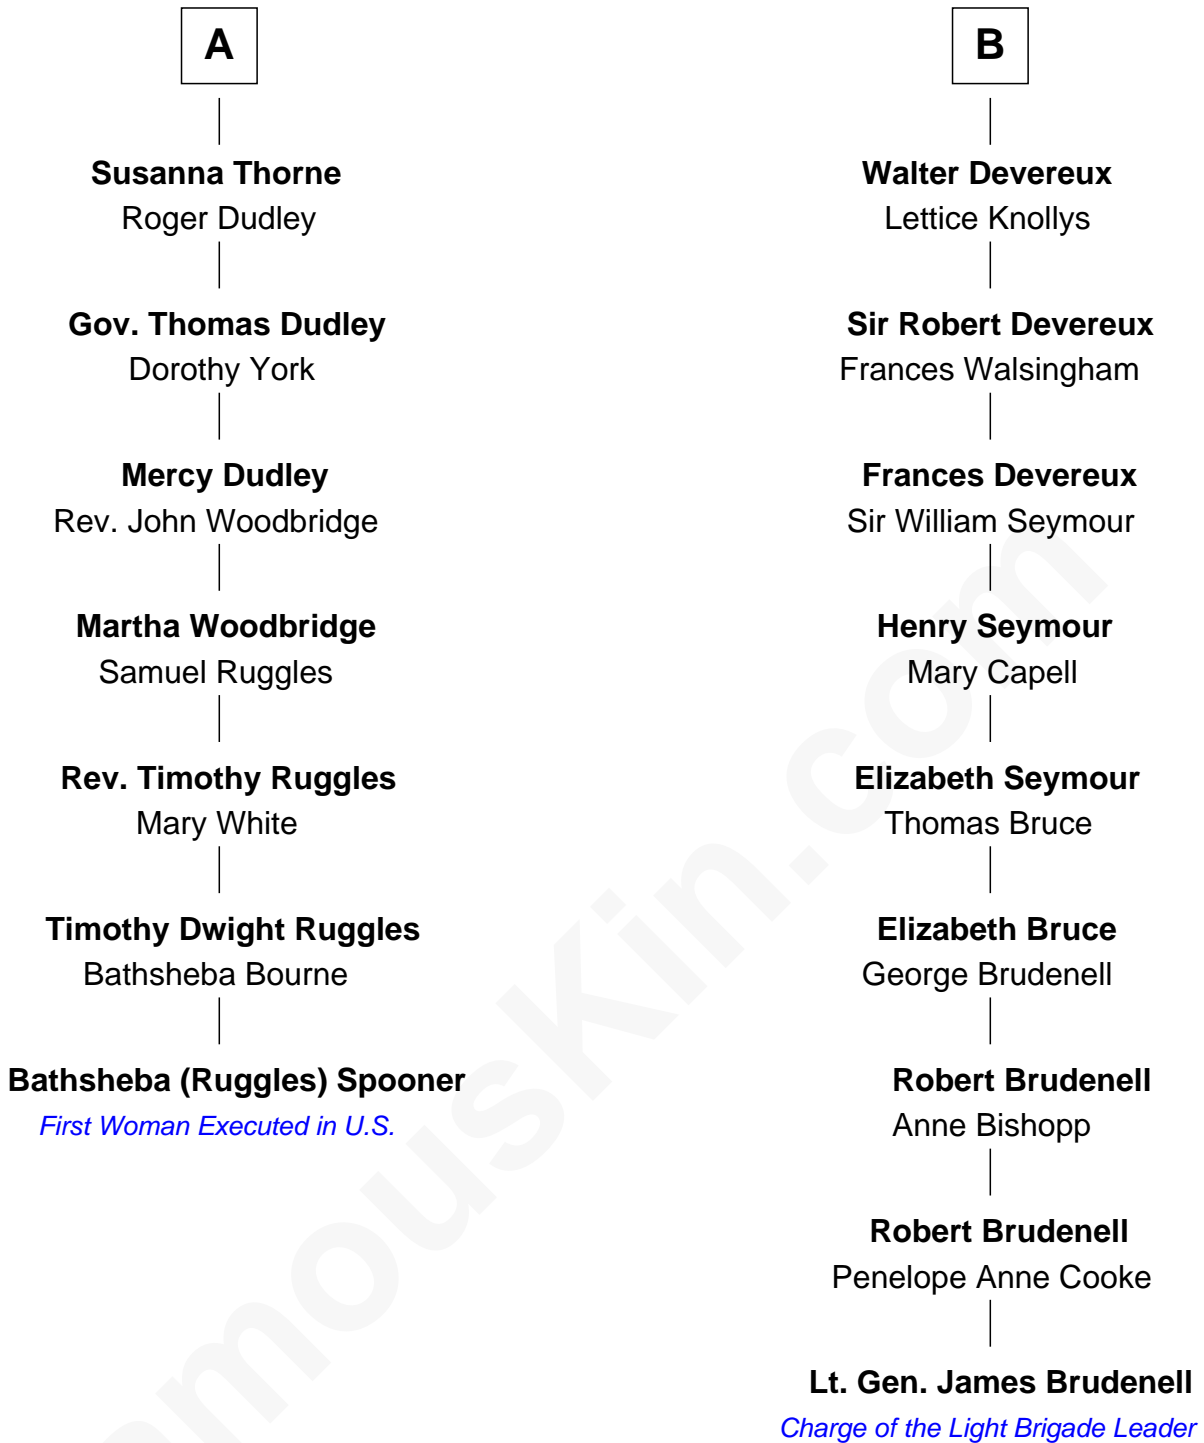 A
Susanna Thorne
Roger Dudley
Gov. Thomas Dudley
Dorothy York
Mercy Dudley
Rev. John Woodbridge
Martha Woodbridge
Samuel Ruggles
Rev. Timothy Ruggles
Mary White
Timothy Dwight Ruggles
Bathsheba Bourne
Bathsheba (Ruggles) Spooner
First Woman Executed in U.S.
B
Walter Devereux
Lettice Knollys
Sir Robert Devereux
Frances Walsingham
Frances Devereux
Sir William Seymour
Henry Seymour
Mary Capell
Elizabeth Seymour
Thomas Bruce
Elizabeth Bruce
George Brudenell
Robert Brudenell
Anne Bishopp
Robert Brudenell
Penelope Anne Cooke
Lt. Gen. James Brudenell
Charge of the Light Brigade Leader
amousKin.com